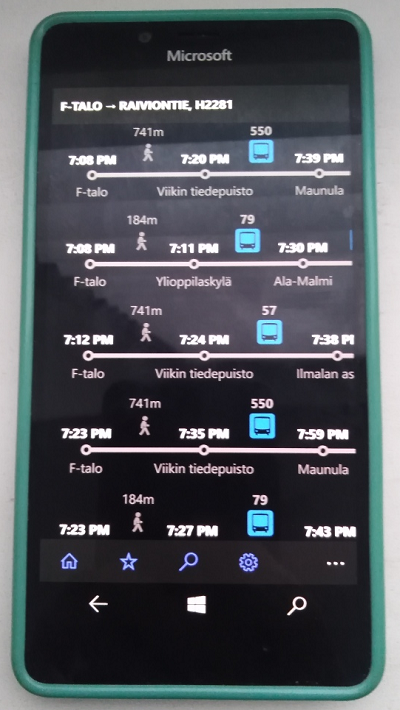 Microsoft
F-TALO → RAIVIONTIE, H2281
741m 550
7:08 PM 7:20 PM 7:39 PM
F-talo Viikin tiedepuisto Maunula
184m 79
7:08 PM 7:11 PM 7:30 PM
F-talo Ylioppilaskylä Ala-Malmi
741m 57
7:12 PM 7:24 PM 7:38 P
F-talo Viikin tiedepuisto Ilmalan as
741m 550
7:23 PM 7:35 PM 7:59 PM
F-talo Viikin tiedepuisto Maunula
184m 79
7:23 PM 7:27 PM 7:43 PM